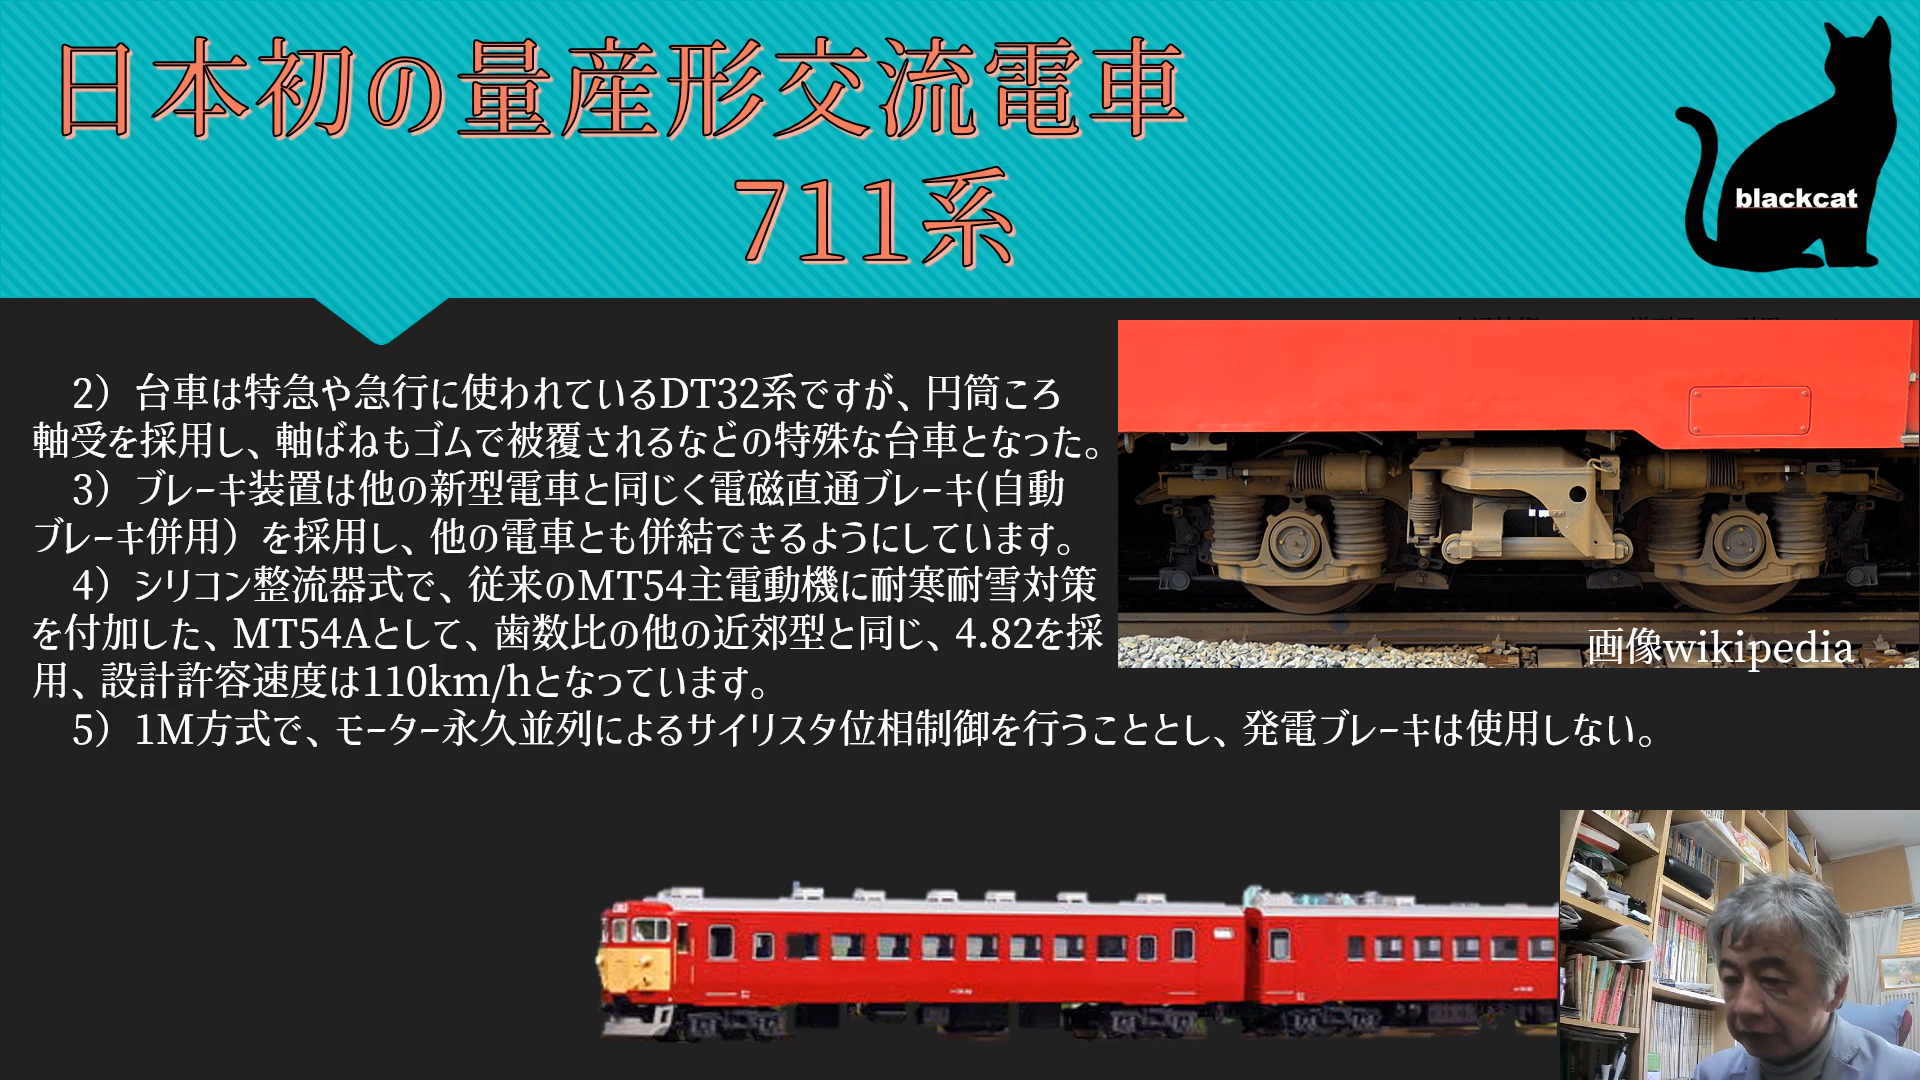 日本初の量産形交流電車
711系
blackcat
2）台車は特急や急行に使われているDT32系ですが、円筒ころ
軸受を採用し、軸ばねもゴムで被覆されるなどの特殊な台車となった。
3）ブレーキ装置は他の新型電車と同じく電磁直通ブレーキ(自動
ブレーキ併用）を採用し、他の電車とも併結できるようにしています。
4）シリコン整流器式で、従来のMT54主電動機に耐寒耐雪対策
を付加した、MT54Aとして、歯数比の他の近郊型と同じ、4.82を採
用、設計許容速度は110km/hとなっています。
5）1M方式で、モーター永久並列によるサイリスタ位相制御を行うこととし、発電ブレーキは使用しない。
画像wikipedia